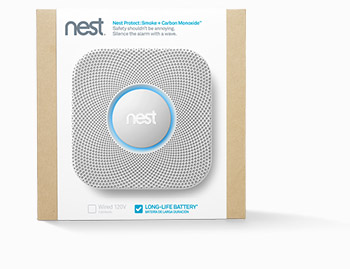 nest.
Nest Protect: Smoke + Carbon Monoxide™
Safety shouldn't be annoying.
Silence the alarm with a wave.
nest
Wired 120V
LONG-LIFE BATTERY
BATERÍA DE LARGA DURACIÓN